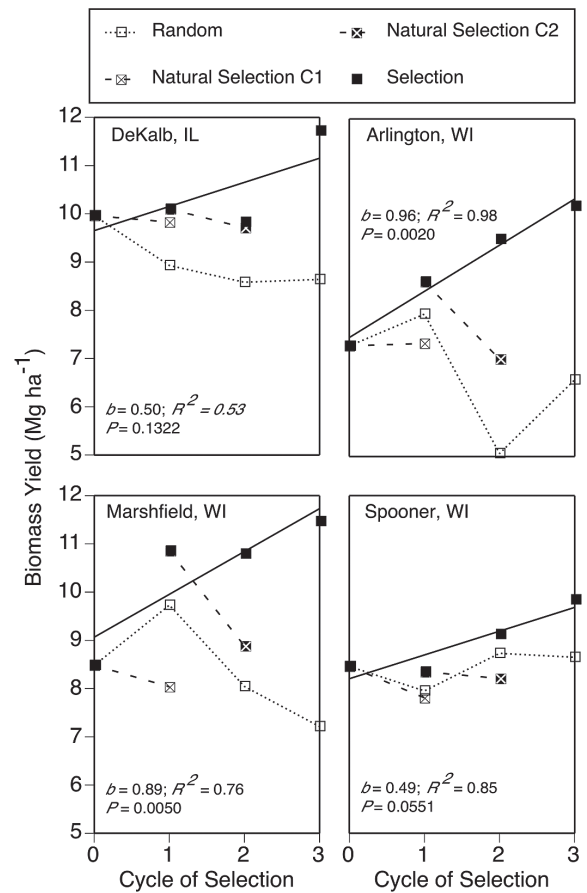 Random
Natural Selection C2
Natural Selection C1
Selection
Biomass Yield (Mg ha-1)
12
11
10
9
8
7
6
5
DeKalb, IL
b = 0.50; R2 = 0.53
P = 0.1322
Arlington, WI
b = 0.96; R2 = 0.98
P = 0.0020
12
11
10
9
8
7
6
5
Marshfield, WI
b = 0.89; R2 = 0.76
P = 0.0050
Spooner, WI
b = 0.49; R2 = 0.85
P = 0.0551
0 1 2 3 0 1 2 3
Cycle of Selection Cycle of Selection